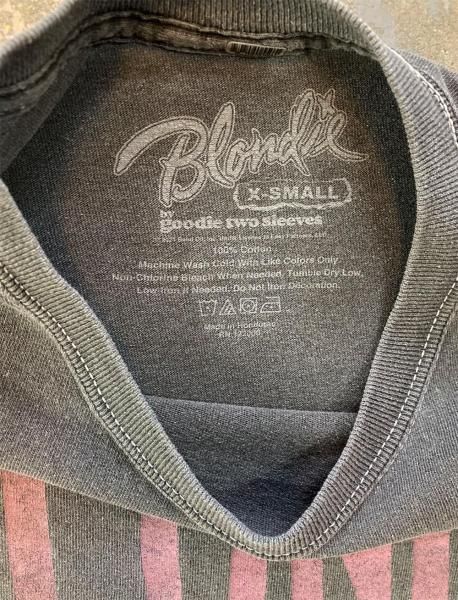 Blondie
X-SMALL
by
goodie two sleeves
100% Cotton
Machine Wash Cold With Like Colors Only
Non-Chlorine Bleach When Needed, Tumble Dry Low,
Low Iron If Needed. Do Not Iron Decoration.
Made in Honduras
RN